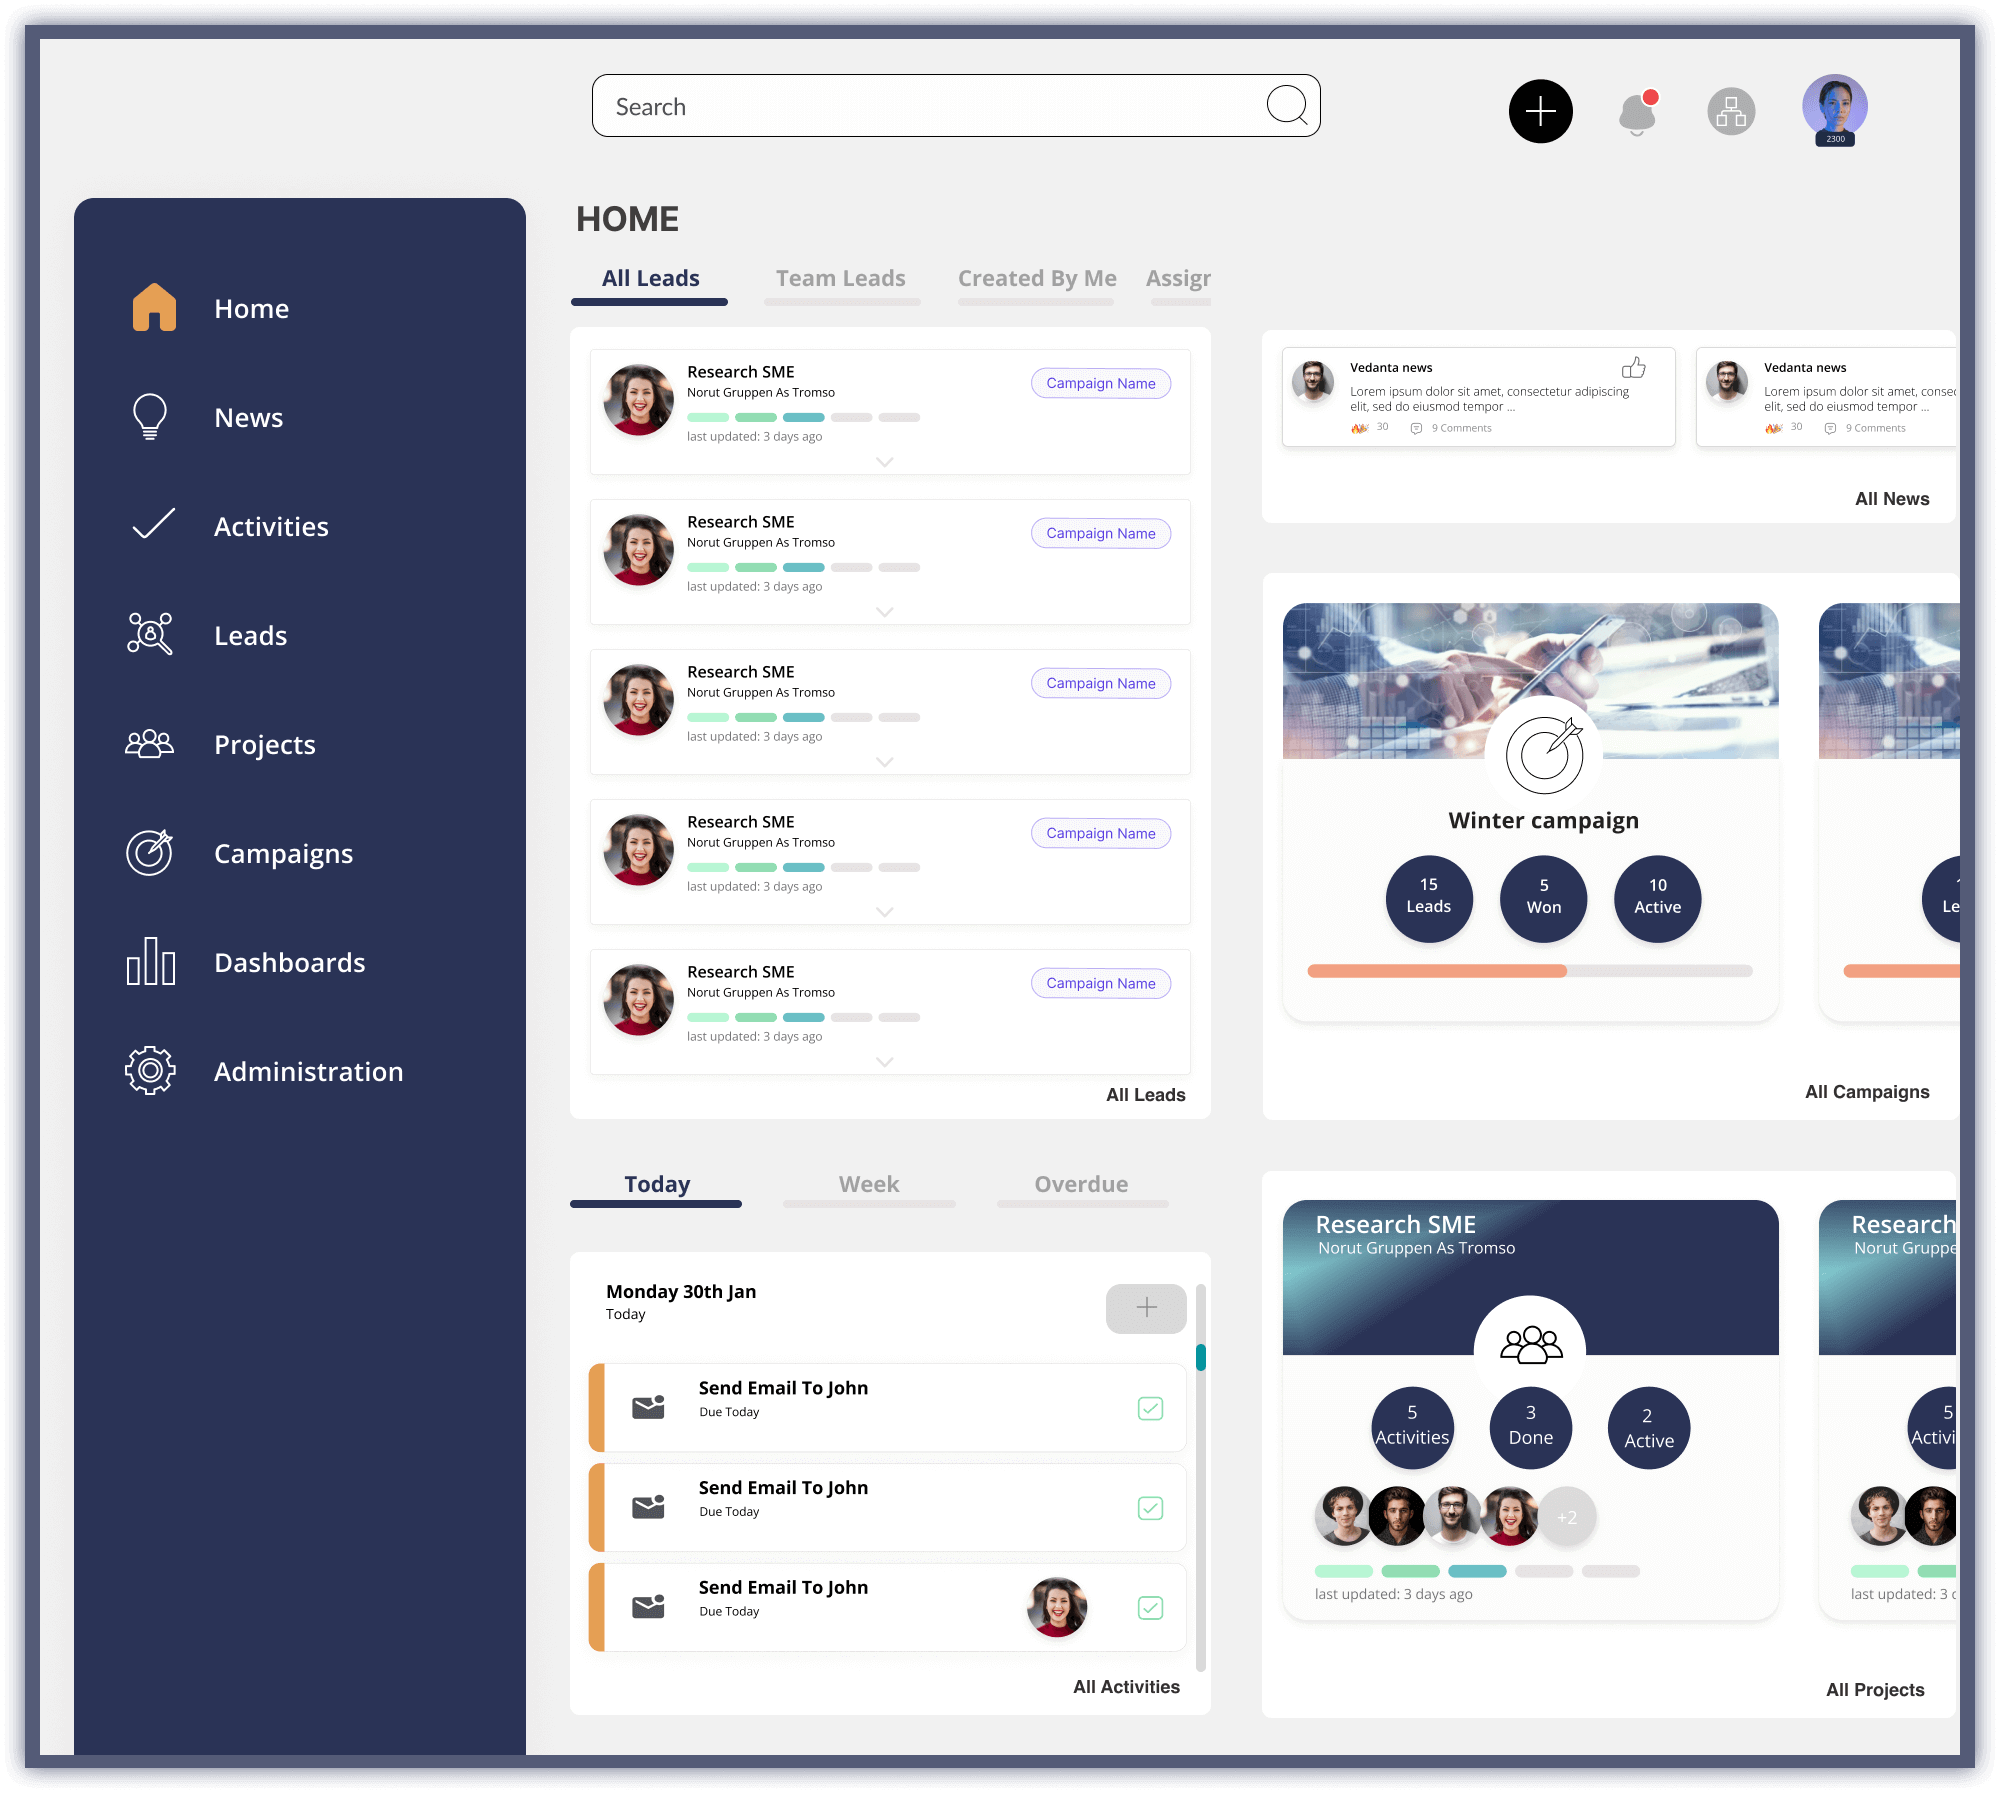 Search
2300
Home
News
Activities
Leads
Projects
Campaigns
Dashboards
Administration
HOME
All Leads
Team Leads
Created By Me
Assigr
Research SME
Norut Gruppen As Tromso
Campaign Name
last updated: 3 days ago
Research SME
Norut Gruppen As Tromso
Campaign Name
last updated: 3 days ago
Research SME
Norut Gruppen As Tromso
Campaign Name
last updated: 3 days ago
Research SME
Norut Gruppen As Tromso
Campaign Name
last updated: 3 days ago
Research SME
Norut Gruppen As Tromso
Campaign Name
last updated: 3 days ago
All Leads
Today
Week
Overdue
Monday 30th Jan
Today
Send Email To John
Due Today
Send Email To John
Due Today
Send Email To John
Due Today
All Activities
Vedanta news
Lorem ipsum dolor sit amet, consectetur adipiscing
elit, sed do eiusmod tempor ...
30
9 Comments
Vedanta news
Lorem ipsum dolor sit amet, consec
elit, sed do eiusmod tempor ...
30
9 Comments
All News
Winter campaign
15
Leads
5
Won
10
Active
Le
All Campaigns
Research SME
Norut Gruppen As Tromso
5
Activities
3
Done
2
Active
+2
last updated: 3 days ago
Research
Norut Gruppe
5
Activi
last updated: 3
All Projects